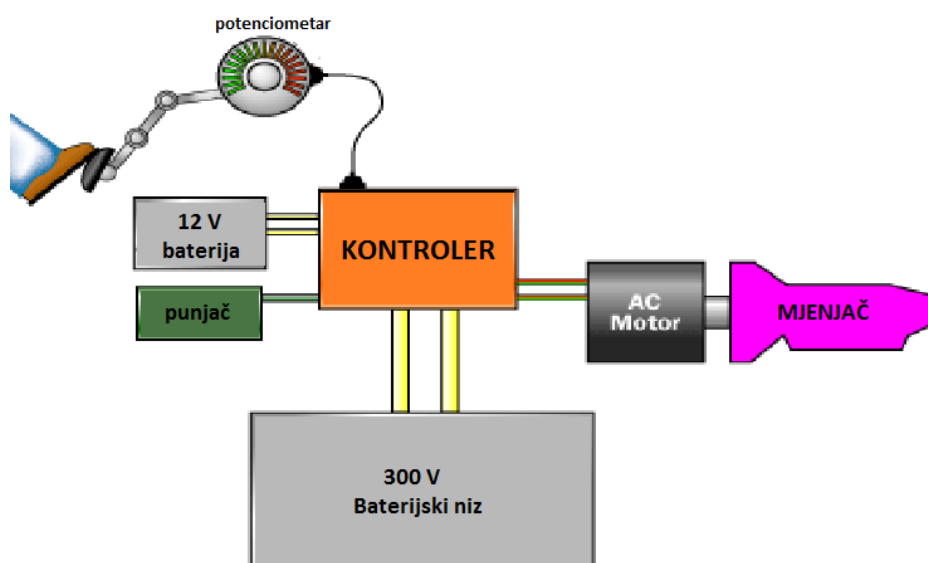 potenciometar
12 V
baterija
KONTROLER
punjač
AC
Motor
MJENJAČ
300 V
Baterijski niz